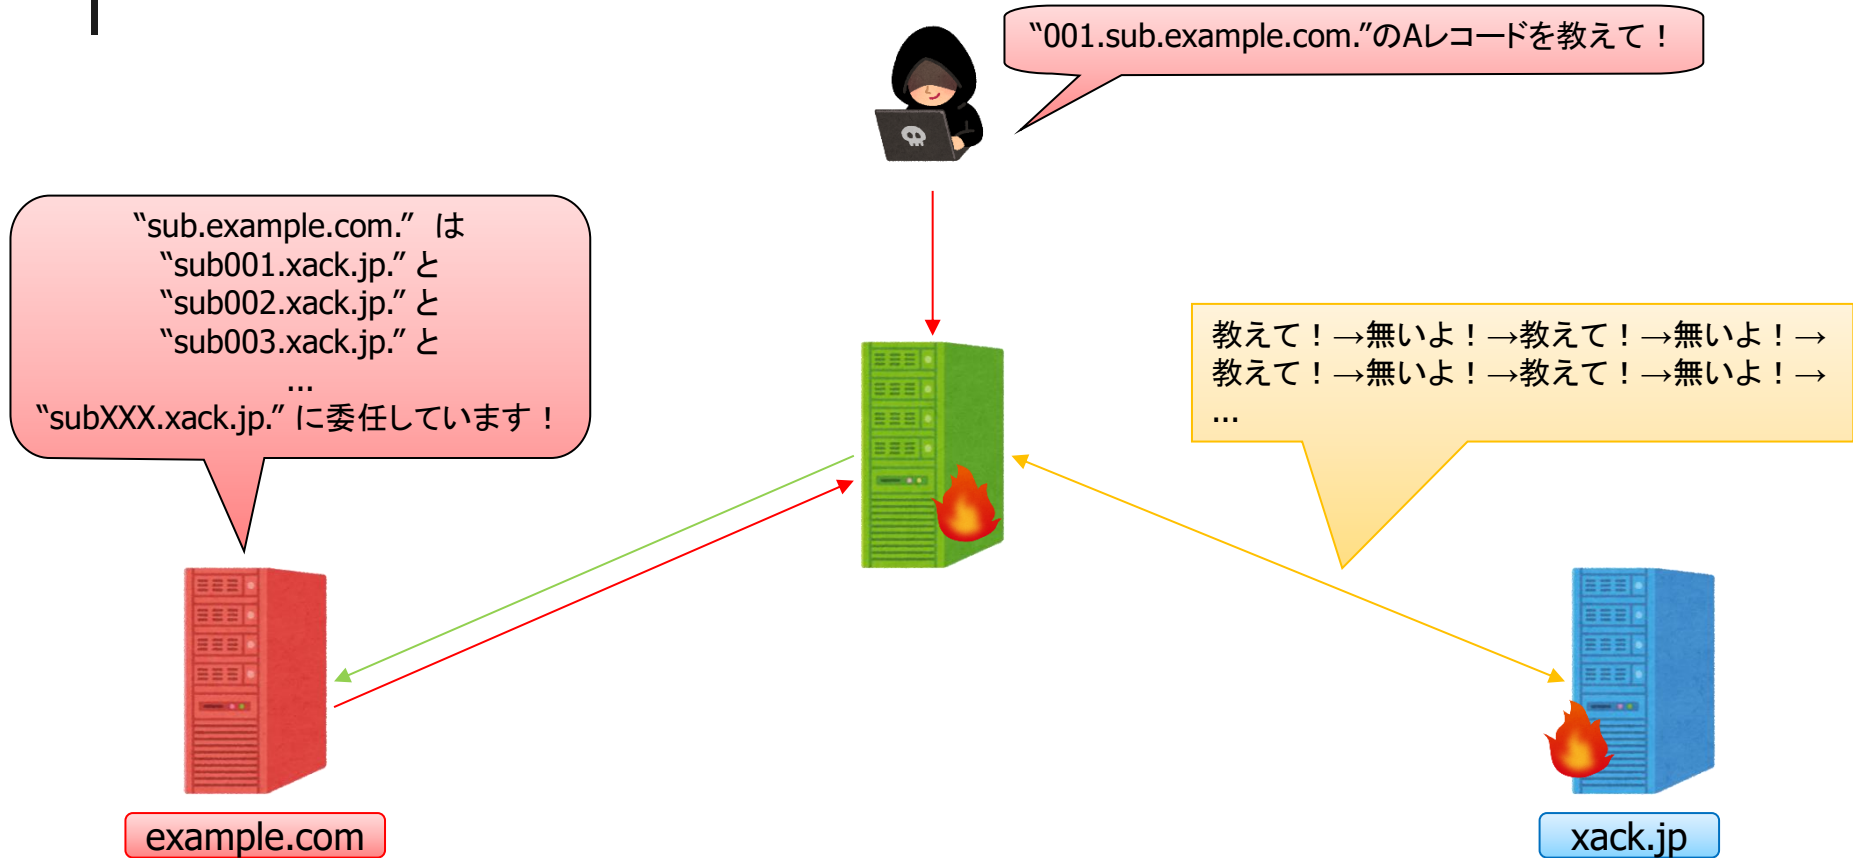 “001.sub.example.com.”のAレコードを教えて！
“sub.example.com.” は
“sub001.xack.jp.” と
“sub002.xack.jp.” と
“sub003.xack.jp.” と
...
“subXXX.xack.jp.” に委任しています！
教えて！→無いよ！→教えて！→無いよ！→
教えて！→無いよ！→教えて！→無いよ！→
...
example.com
xack.jp